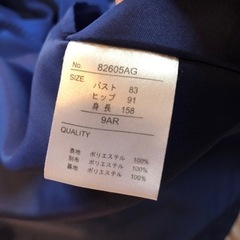 No. 82605AG
SIZE
バスト 83
ヒップ 91
身長 158
9AR
QUALITY
表地 ポリエステル 100%
別布 ポリエステル 100%
裏地 ポリエステル 100%